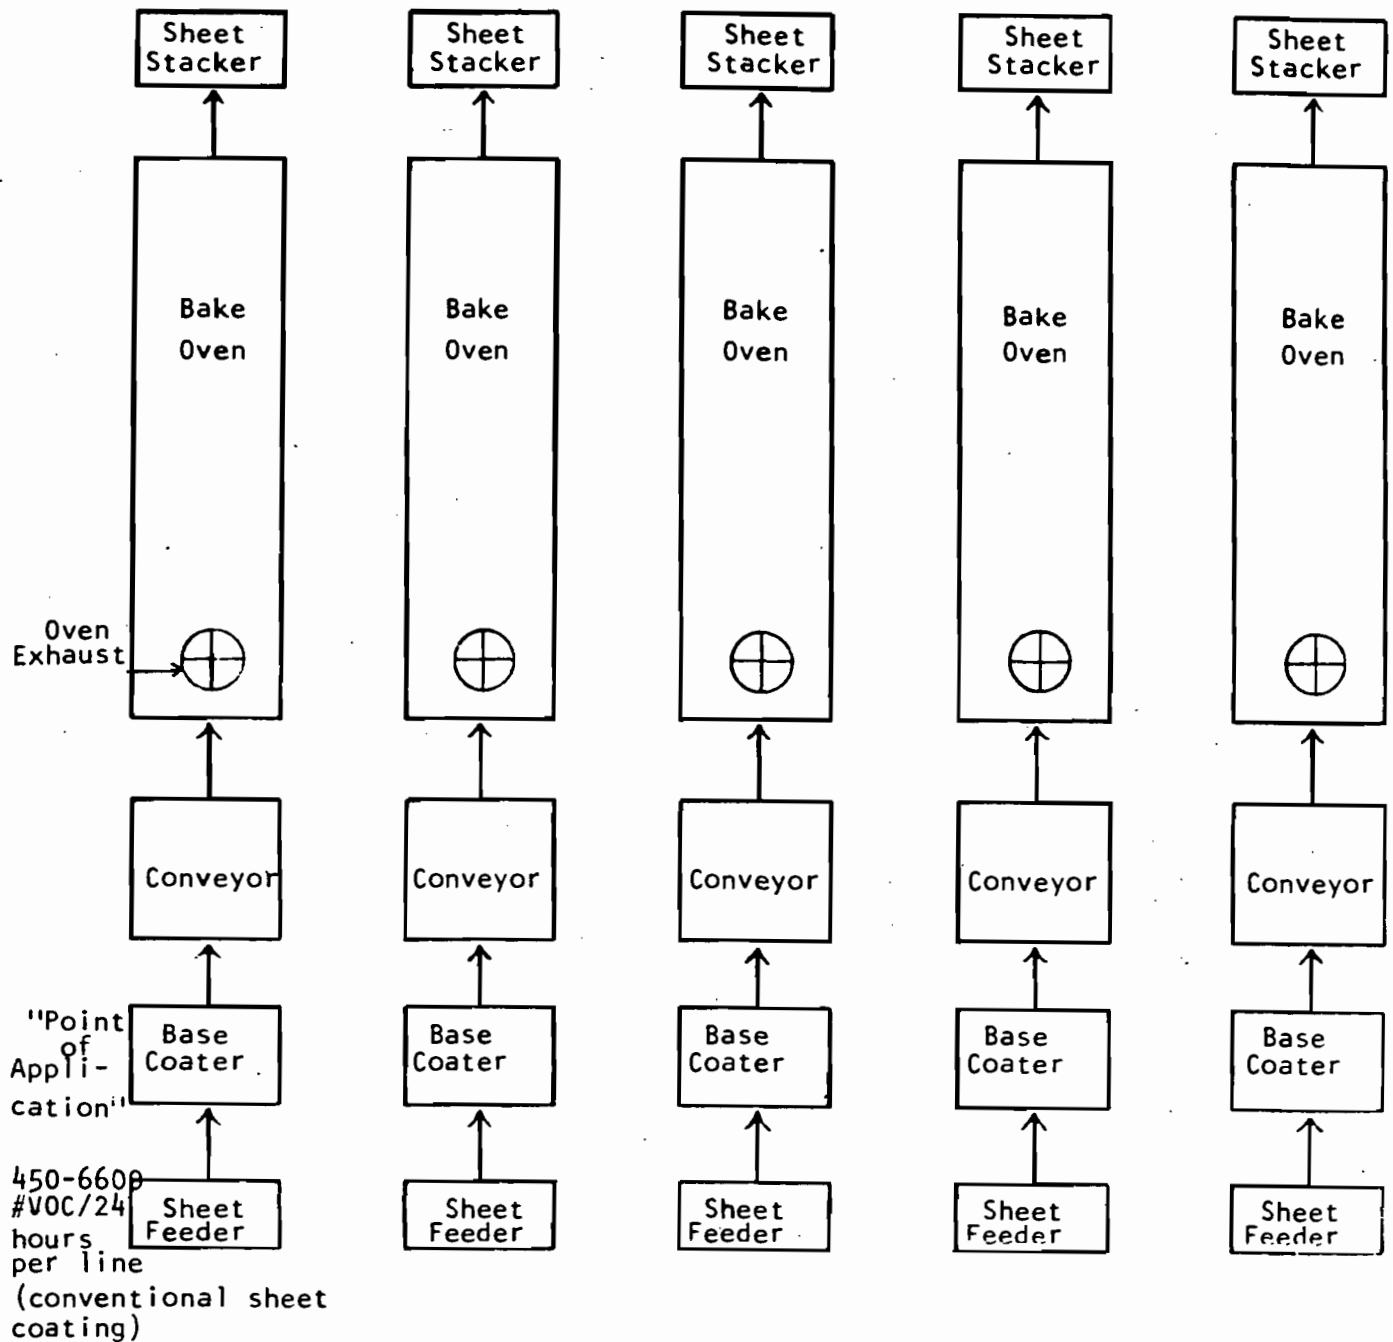 Sheet
Stacker
Sheet
Stacker
Sheet
Stacker
Sheet
Stacker
Sheet
Stacker
Bake
Oven
Bake
Oven
Bake
Oven
Bake
Oven
Bake
Oven
Oven
Exhaust
Conveyor
Conveyor
Conveyor
Conveyor
Conveyor
"Point
of
Appli-
cation"
Base
Coater
Base
Coater
Base
Coater
Base
Coater
Base
Coater
450-6600
#VOC/24
hours
per line
(conventional sheet
coating)
Sheet
Feeder
Sheet
Feeder
Sheet
Feeder
Sheet
Feeder
Sheet
Feeder